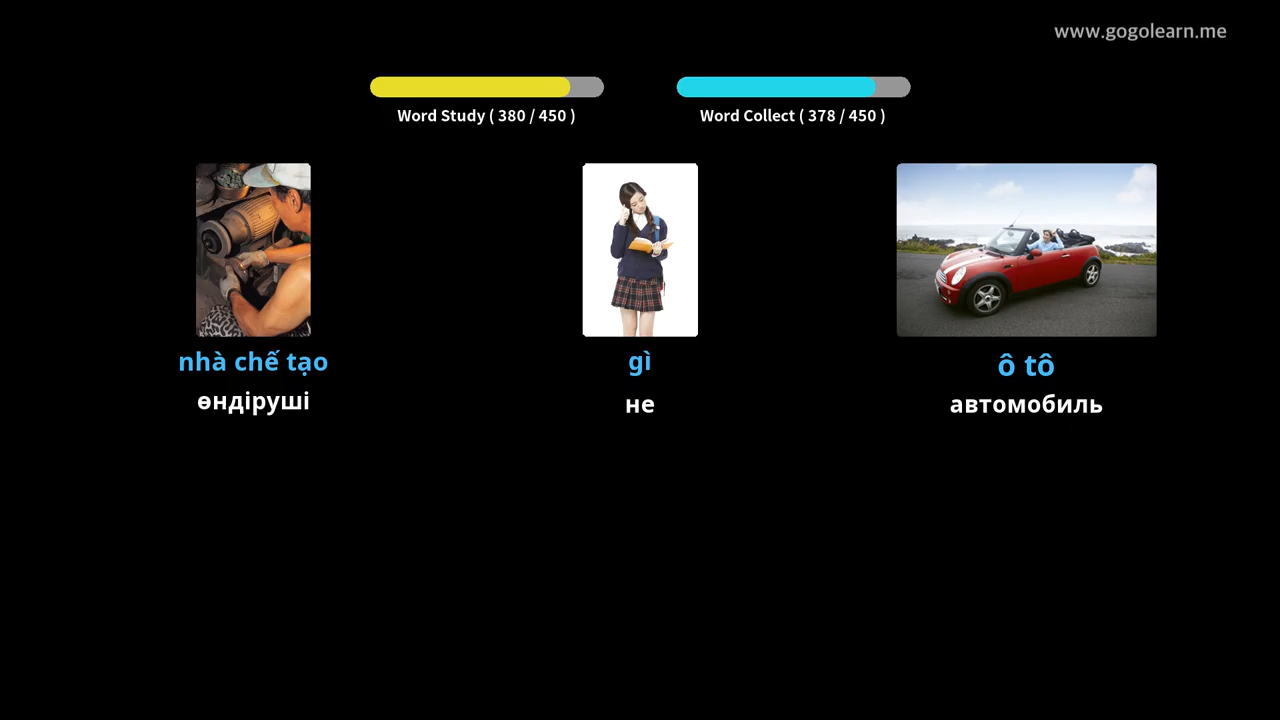 www.gogolearn.me
Word Study ( 380 / 450 )
Word Collect ( 378 / 450 )
nhà chế tạo
өндіруші
gì
не
ô tô
автомобиль